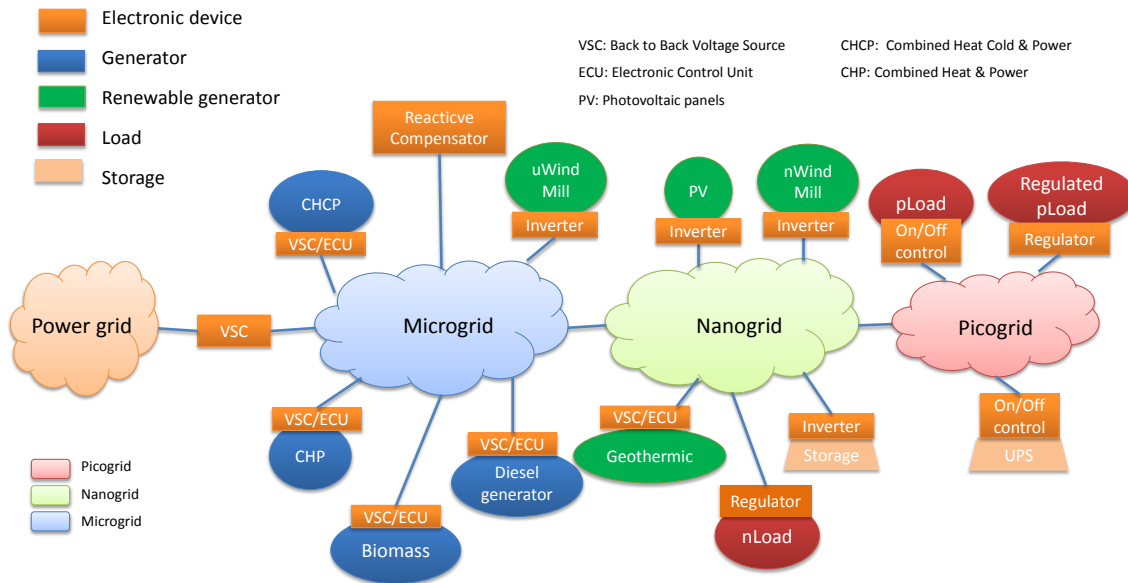 Electronic device
Generator
Renewable generator
Load
Storage
VSC: Back to Back Voltage Source
CHCP:  Combined Heat Cold & Power
ECU: Electronic Control Unit
CHP: Combined Heat & Power
PV: Photovoltaic panels
Reacticve
Compensator
uWind
Mill
Inverter
CHCP
VSC/ECU
PV
Inverter
nWind
Mill
Inverter
pLoad
On/Off
control
Regulated
pLoad
Regulator
Power grid
VSC
Microgrid
Nanogrid
Picogrid
VSC/ECU
CHP
VSC/ECU
Biomass
VSC/ECU
Diesel
generator
VSC/ECU
Geothermic
Regulator
nLoad
Inverter
Storage
On/Off
control
UPS
Picogrid
Nanogrid
Microgrid